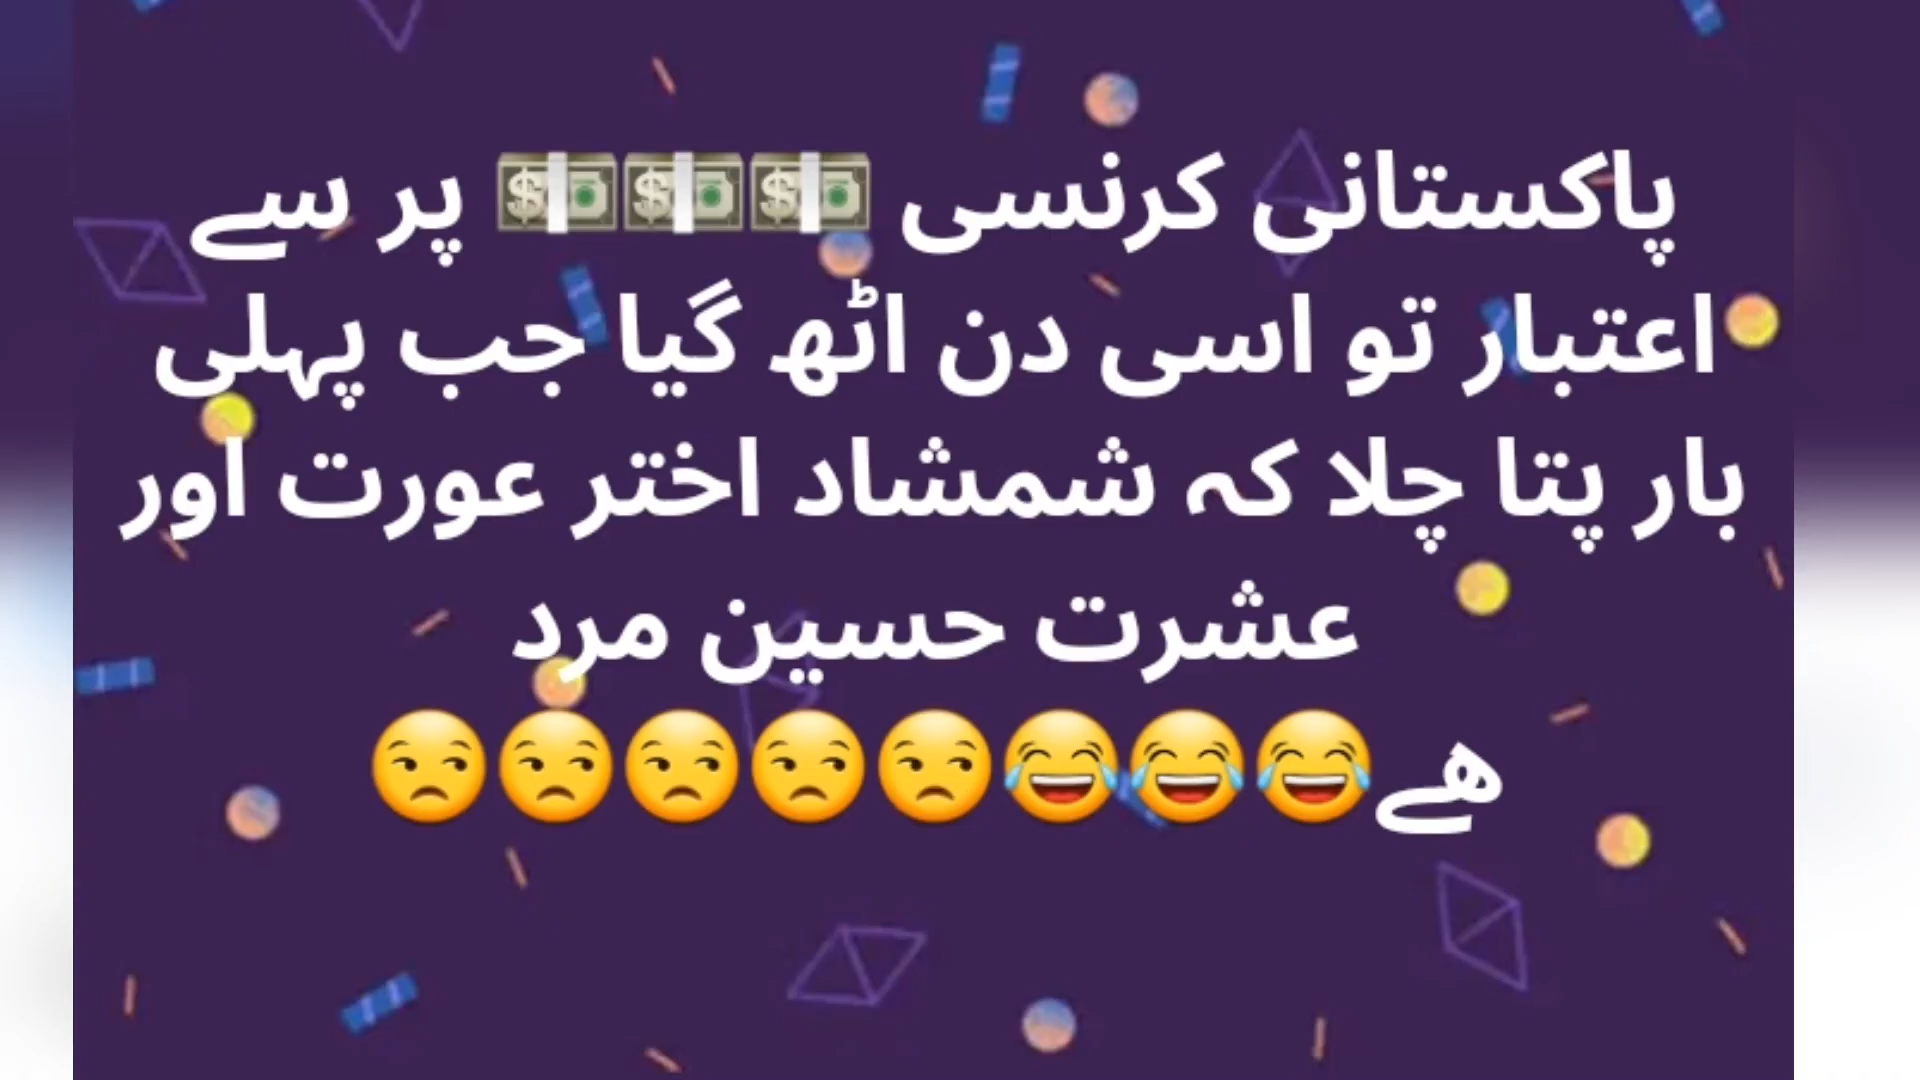 پاکستانی کرنسی 💵💵💵 پر سے
اعتبار تو اسی دن اٹھ گیا جب پہلی
بار پتا چلا کہ شمشاد اختر عورت اور
عشرت حسین مرد
ھے😂😂😂😒😒😒😒😒